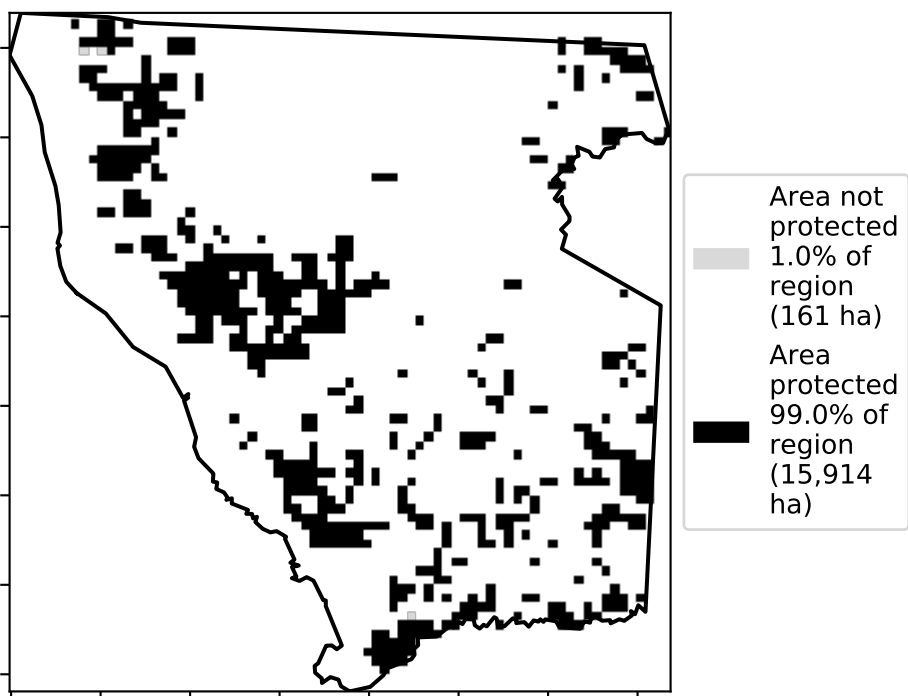 Area not
protected
1.0% of
region
(161 ha)
Area
protected
99.0% of
region
(15,914
ha)